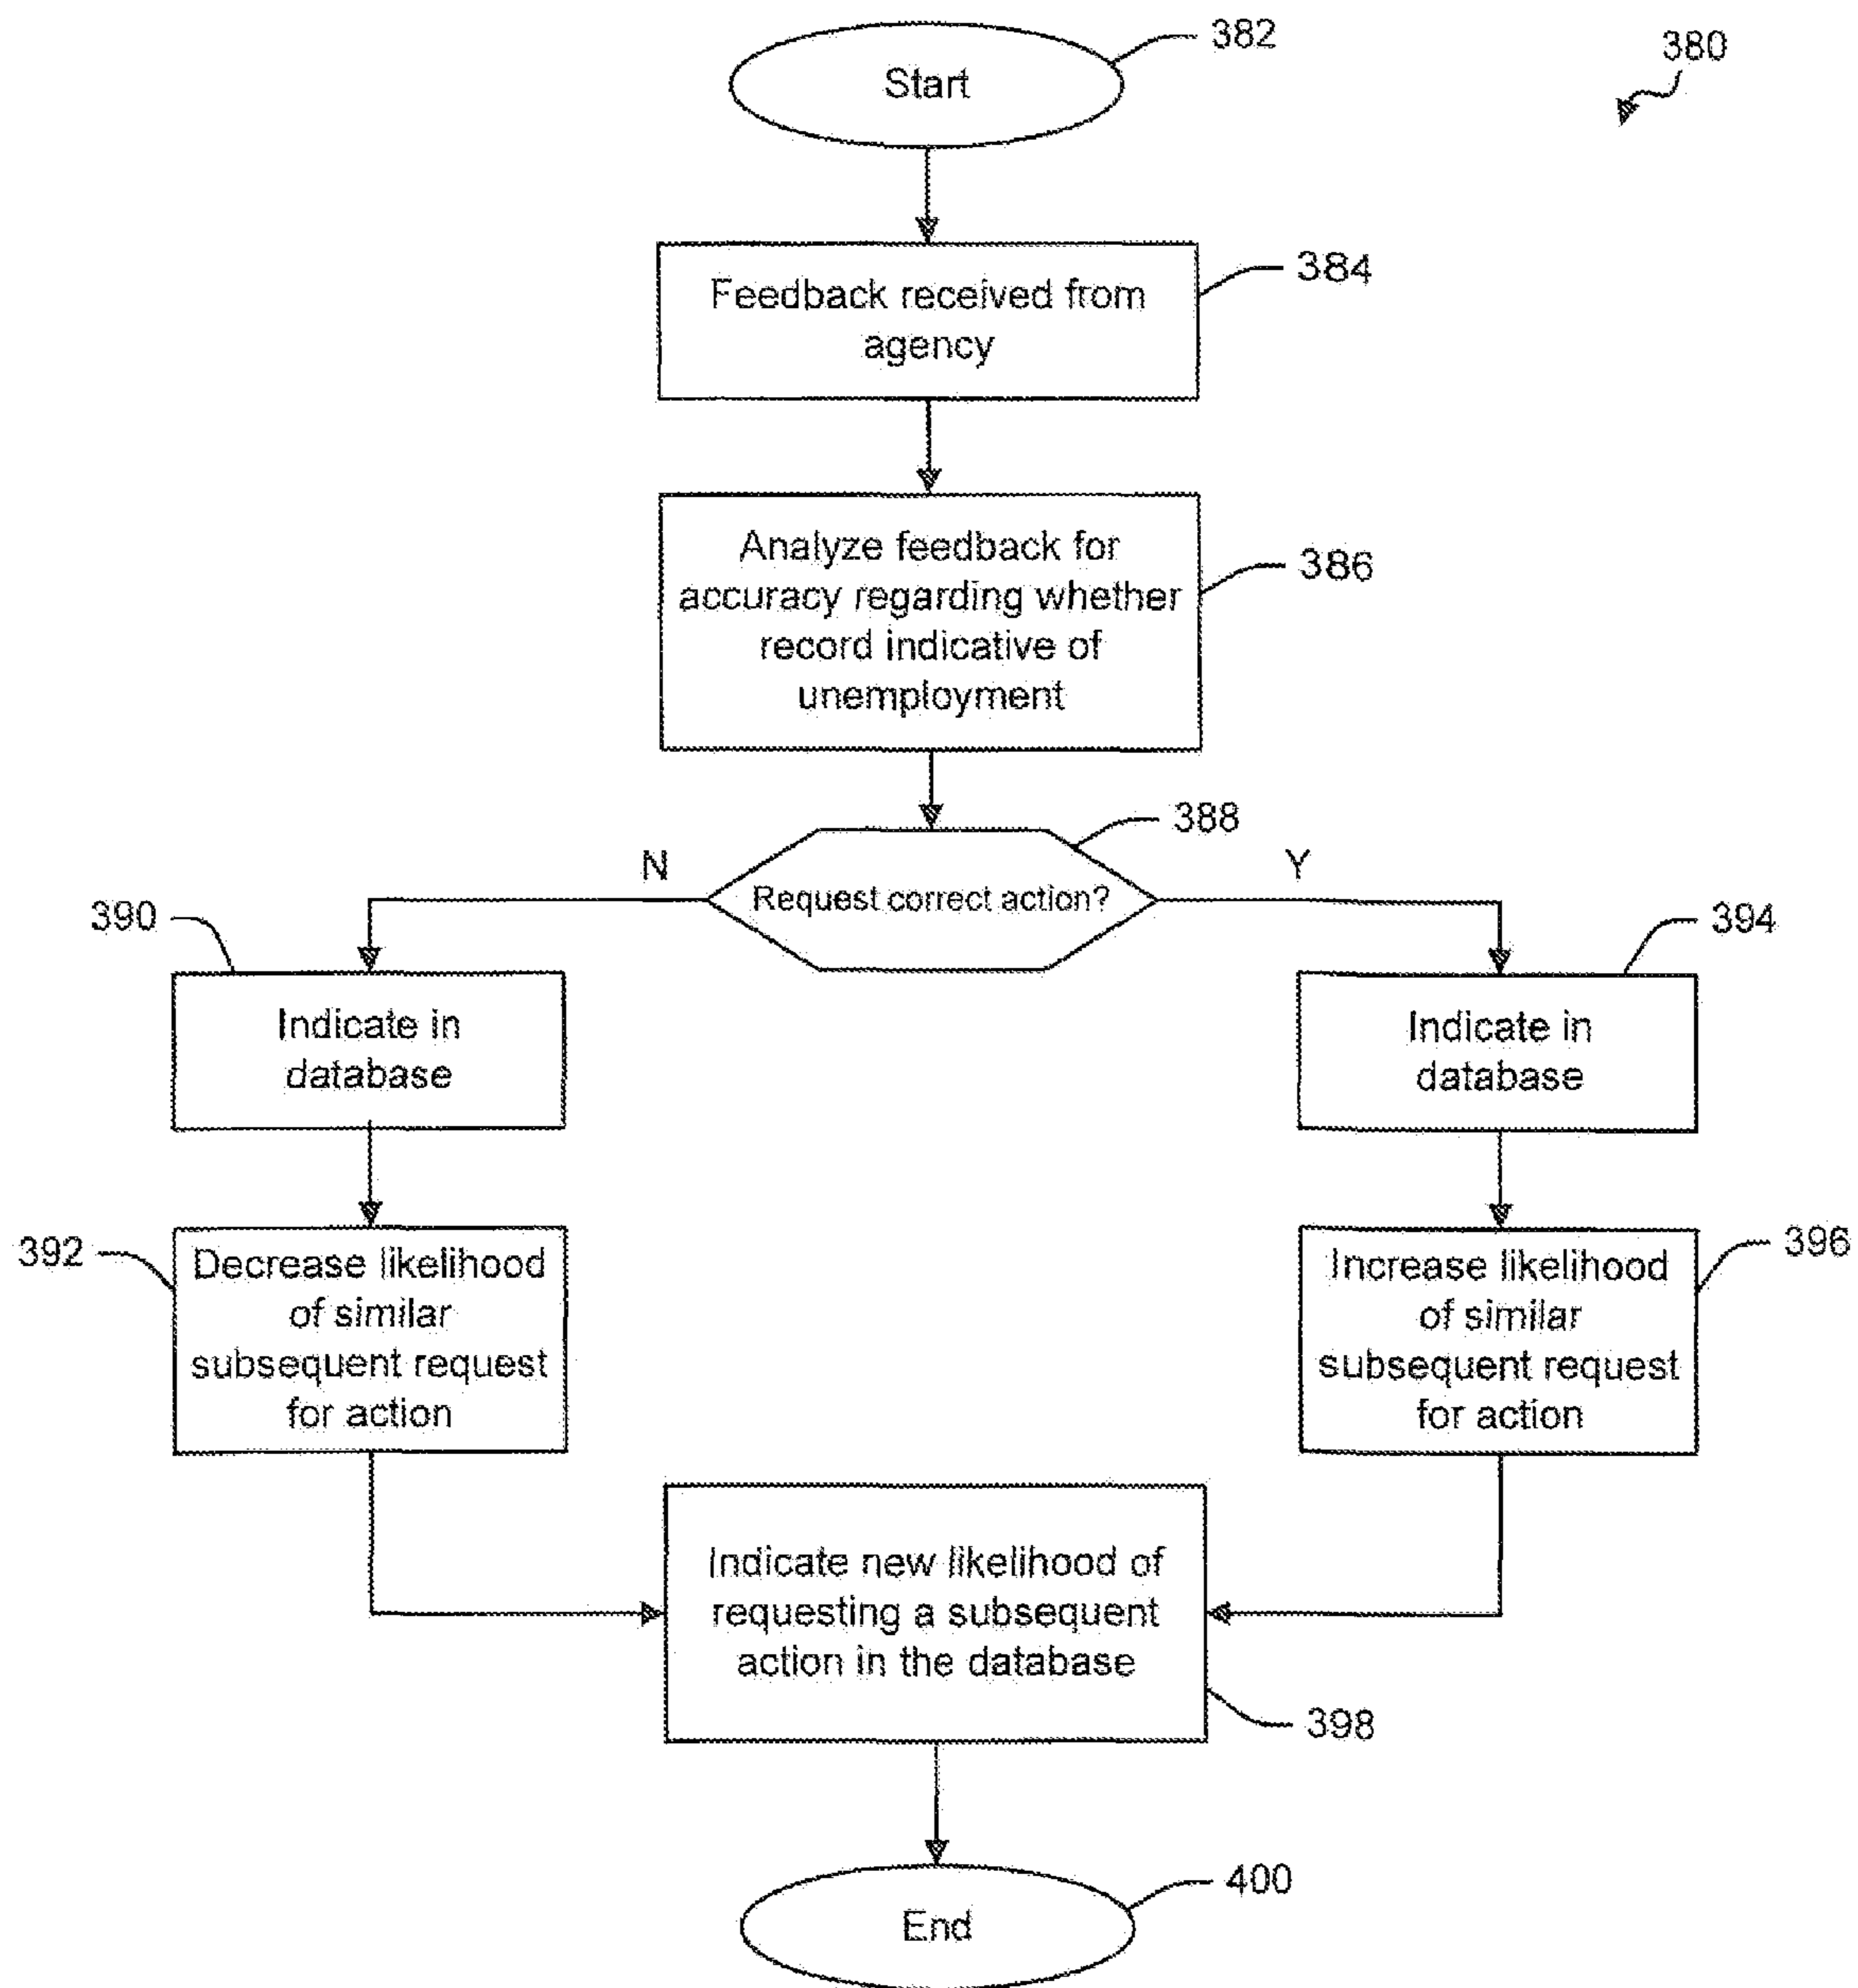 382
Start
380
384
Feedback received from
agency
386
Analyze feedback for
accuracy regarding whether
record indicative of
unemployment
388
N
Y
Request correct action?
390
394
Indicate in
database
Indicate in
database
392
Decrease likelihood
of similar
subsequent request
for action
396
Increase likelihood
of similar
subsequent request
for action
Indicate new likelihood of
requesting a subsequent
action in the database
398
400
End